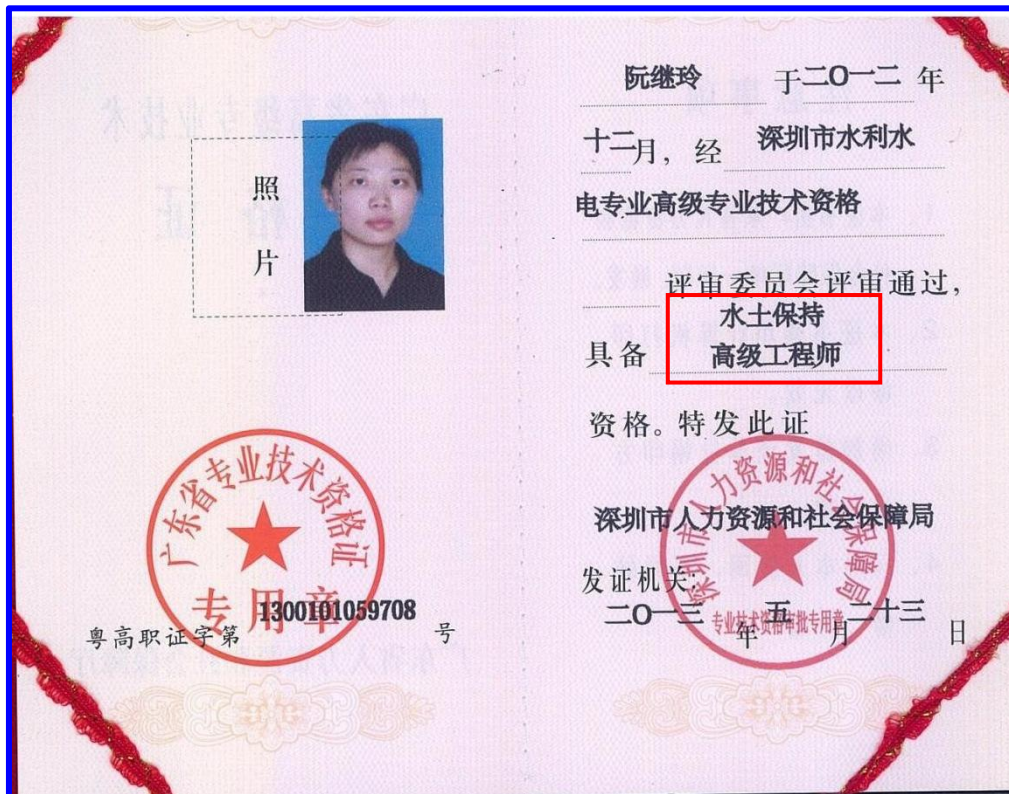 照
片
广东省专业技术资格证
专用章
粤高职证字第 1300101059708 号
阮继玲 于二O一二 年
十二月，经 深圳市水利水
电专业高级专业技术资格
评审委员会评审通过，
水土保持
具备 高级工程师
资格。特发此证
深圳市人力资源和社会保障局
深圳市人力资源和社会保障局
专业技术资格审批专用章
发证机关：
二O一三 年 五 月 二十三 日